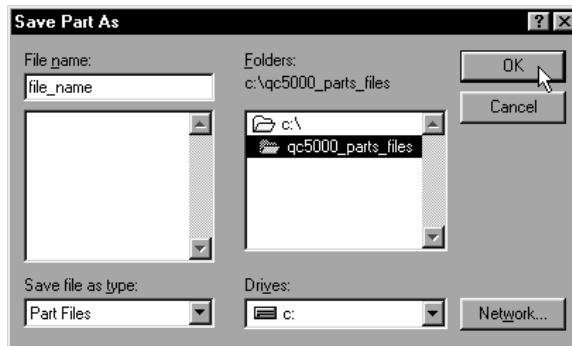 Save Part As
File name:
file_name
Folders:
c:\qc5000_parts_files
c:\
qc5000_parts_files
OK
Cancel
Save file as type:
Part Files
Drives:
c:
Network...